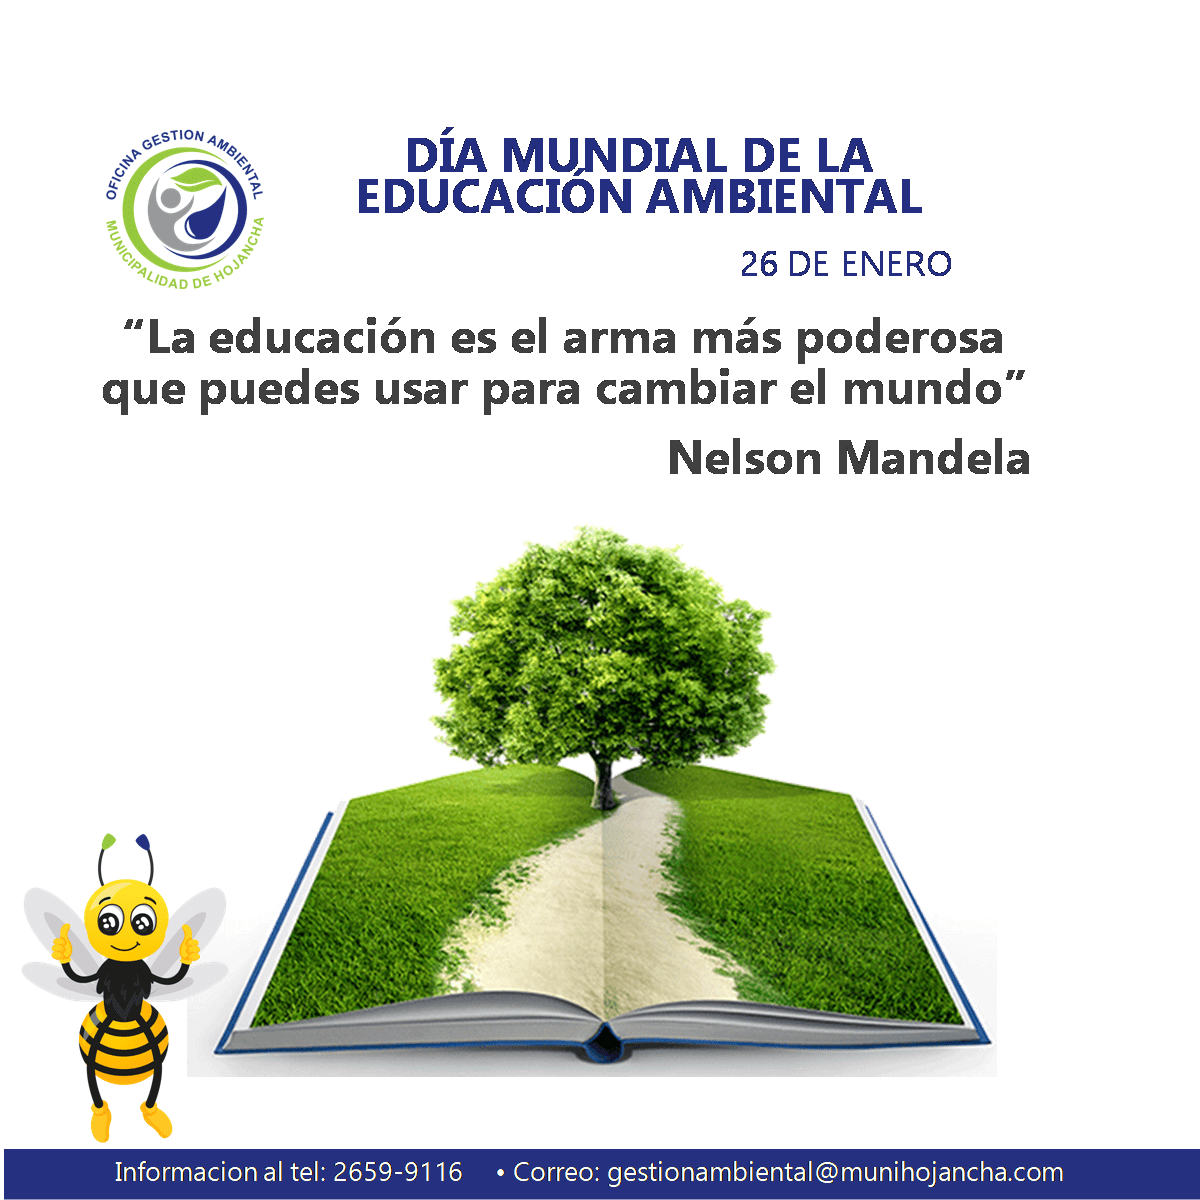 OFICINA GESTION AMBIENTAL
MUNICIPALIDAD DE HOJANCHA
DÍA MUNDIAL DE LA
EDUCACIÓN AMBIENTAL
26 DE ENERO
“La educación es el arma más poderosa
que puedes usar para cambiar el mundo”
Nelson Mandela
Informacion al tel: 2659-9116 • Correo: gestionambiental@munihojancha.com